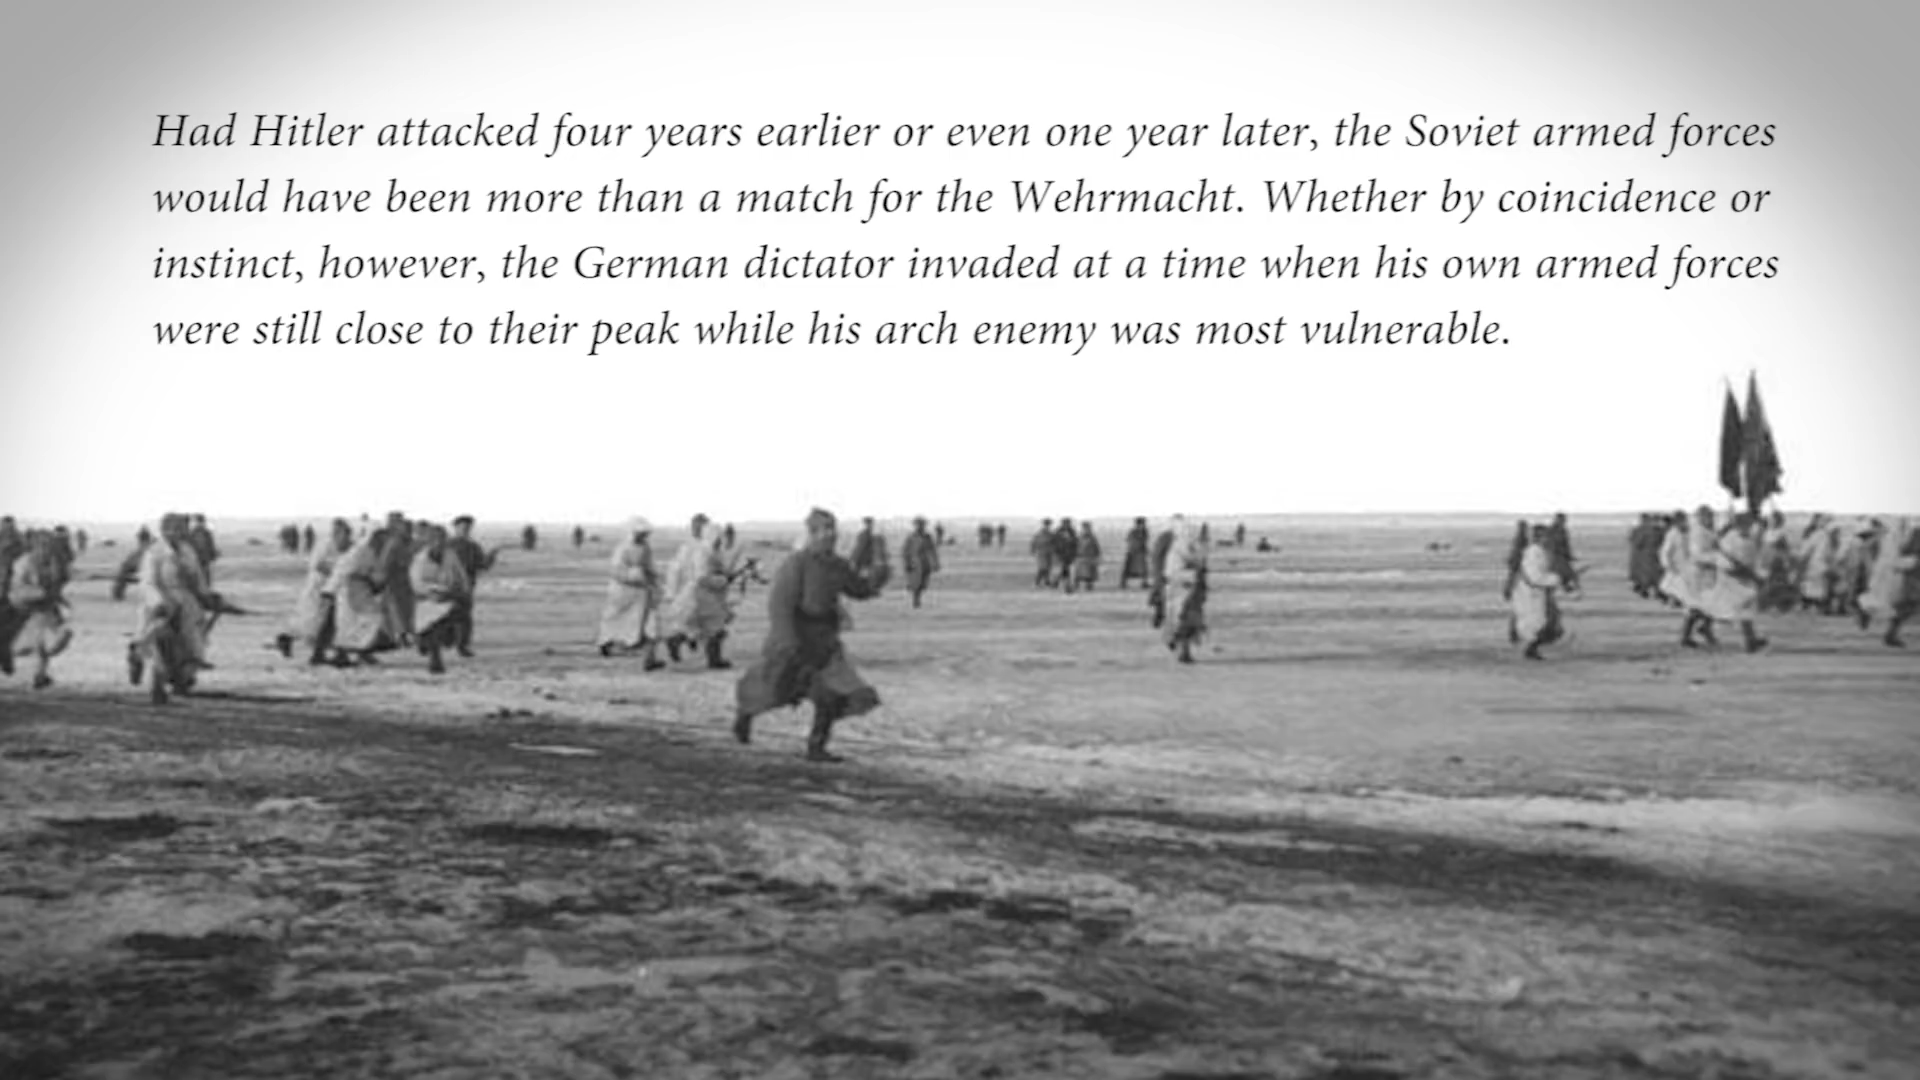 Had Hitler attacked four years earlier or even one year later, the Soviet armed forces
would have been more than a match for the Wehrmacht. Whether by coincidence or
instinct, however, the German dictator invaded at a time when his own armed forces
were still close to their peak while his arch enemy was most vulnerable.